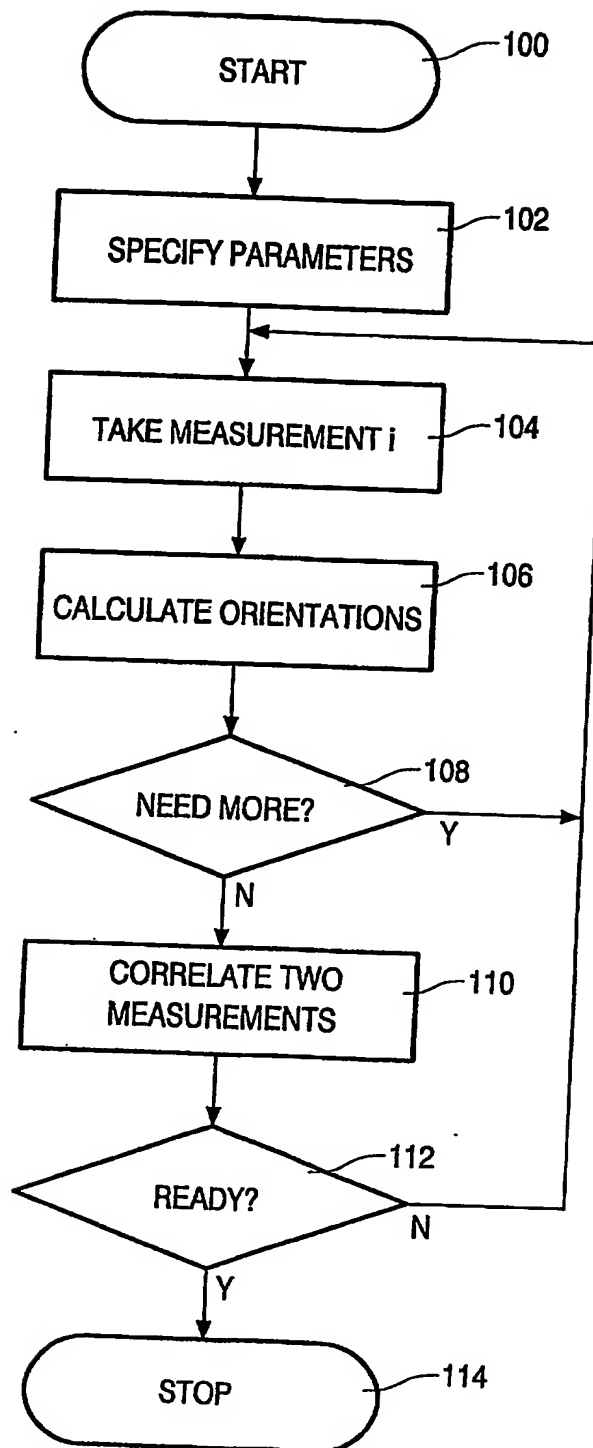 START
100
SPECIFY PARAMETERS
102
TAKE MEASUREMENT i
104
CALCULATE ORIENTATIONS
106
NEED MORE?
108
Y
N
CORRELATE TWO
MEASUREMENTS
110
READY?
112
N
Y
STOP
114